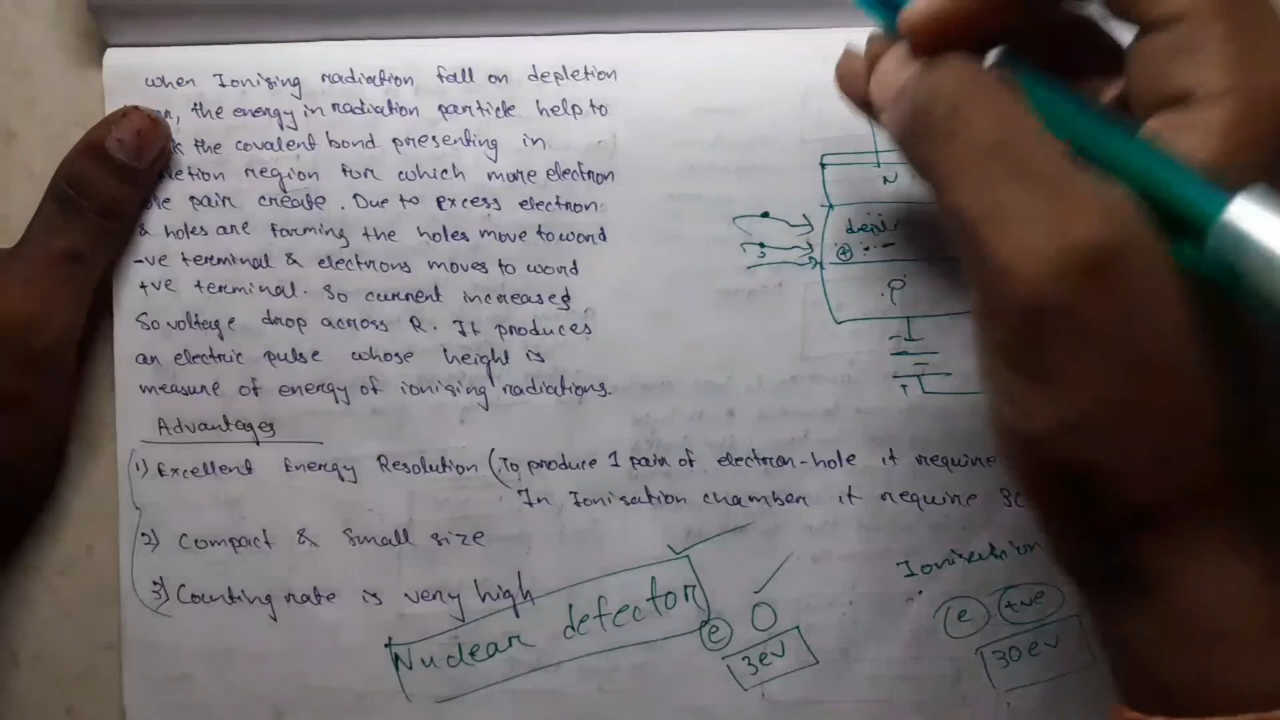 when Ionising radiation fall on depletion
the energy in radiation particle help to
the covalent bond presenting in
region for which more electron
pair create. Due to excess electron
& holes are forming the holes move to word
-ve terminal & electrons moves to word
+ve terminal. So current increased
So voltage drop across R. It produces
an electric pulse whose height is
measure of energy of ionising radiations.
Advantages
1) Excellent Energy Resolution (To produce 1 pair of electron-hole it require
In Ionisation chamber it require
2) Compact & Small size
3) Counting rate is very high
Nuclear detector
e O
3ev
Ionisation
e +ve
30ev
N
P